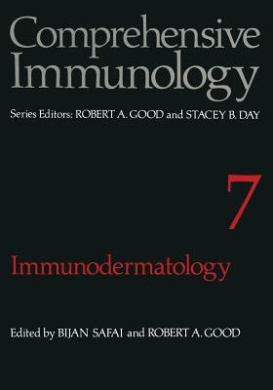 Comprehensive
Immunology
Series Editors: ROBERT A. GOOD and STACEY B. DAY
7
Immunodermatology
Edited by BIJAN SAFAI and ROBERT A. GOOD